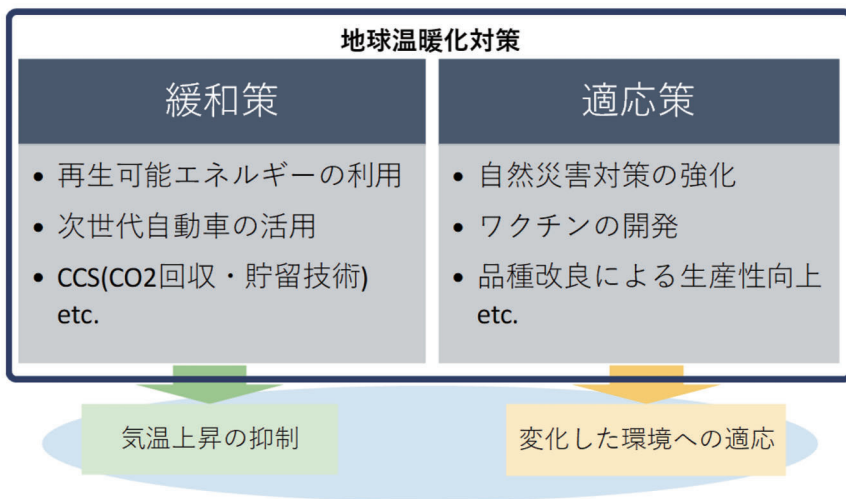 地球温暖化対策
緩和策
• 再生可能エネルギーの利用
• 次世代自動車の活用
• CCS(CO2回収・貯留技術)
etc.
適応策
• 自然災害対策の強化
• ワクチンの開発
• 品種改良による生産性向上
etc.
気温上昇の抑制
変化した環境への適応